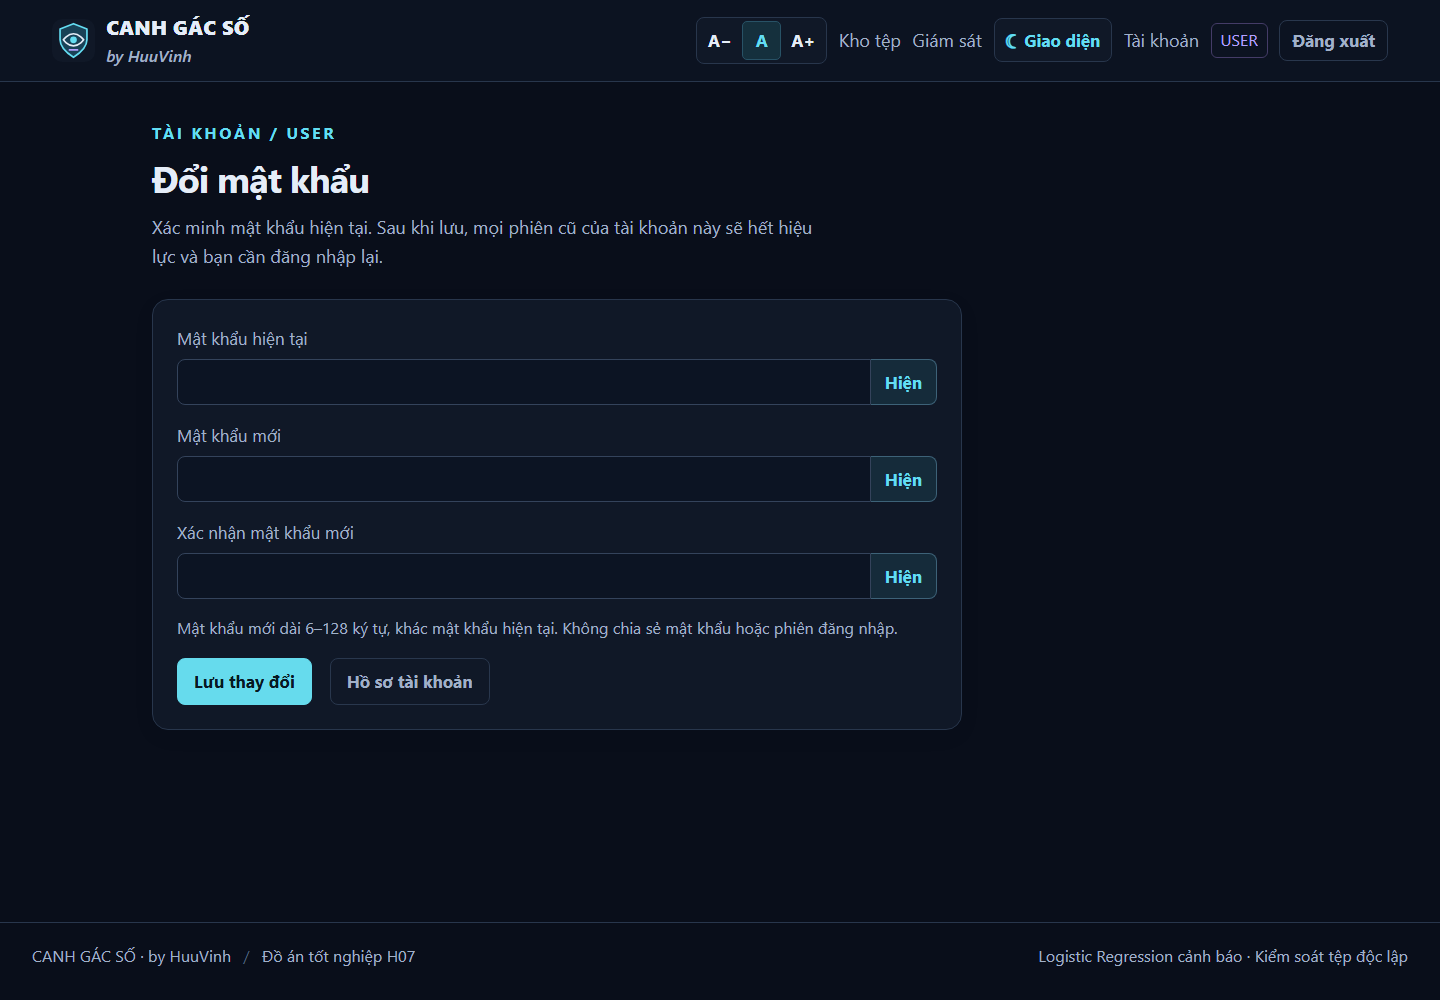 CANH GÁC SỐ
by HuuVinh
A− A A+ Kho tệp Giám sát Giao diện Tài khoản USER Đăng xuất
TÀI KHOẢN / USER
Đổi mật khẩu
Xác minh mật khẩu hiện tại. Sau khi lưu, mọi phiên cũ của tài khoản này sẽ hết hiệu
lực và bạn cần đăng nhập lại.
Mật khẩu hiện tại
Hiện
Mật khẩu mới
Hiện
Xác nhận mật khẩu mới
Hiện
Mật khẩu mới dài 6–128 ký tự, khác mật khẩu hiện tại. Không chia sẻ mật khẩu hoặc phiên đăng nhập.
Lưu thay đổi Hồ sơ tài khoản
CANH GÁC SỐ · by HuuVinh / Đồ án tốt nghiệp H07
Logistic Regression cảnh báo · Kiểm soát tệp độc lập